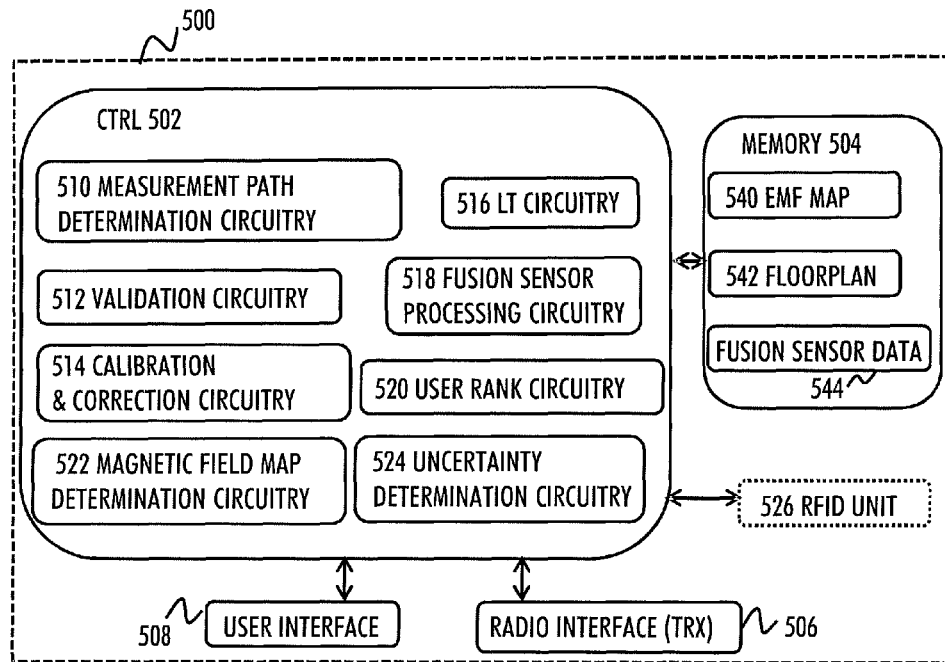 500
CTRL 502
510 MEASUREMENT PATH
DETERMINATION CIRCUITRY
516 LT CIRCUITRY
512 VALIDATION CIRCUITRY
518 FUSION SENSOR
PROCESSING CIRCUITRY
514 CALIBRATION
& CORRECTION CIRCUITRY
520 USER RANK CIRCUITRY
522 MAGNETIC FIELD MAP
DETERMINATION CIRCUITRY
524 UNCERTAINTY
DETERMINATION CIRCUITRY
MEMORY 504
540 EMF MAP
542 FLOORPLAN
FUSION SENSOR DATA
544
526 RFID UNIT
508
USER INTERFACE
RADIO INTERFACE (TRX)
506